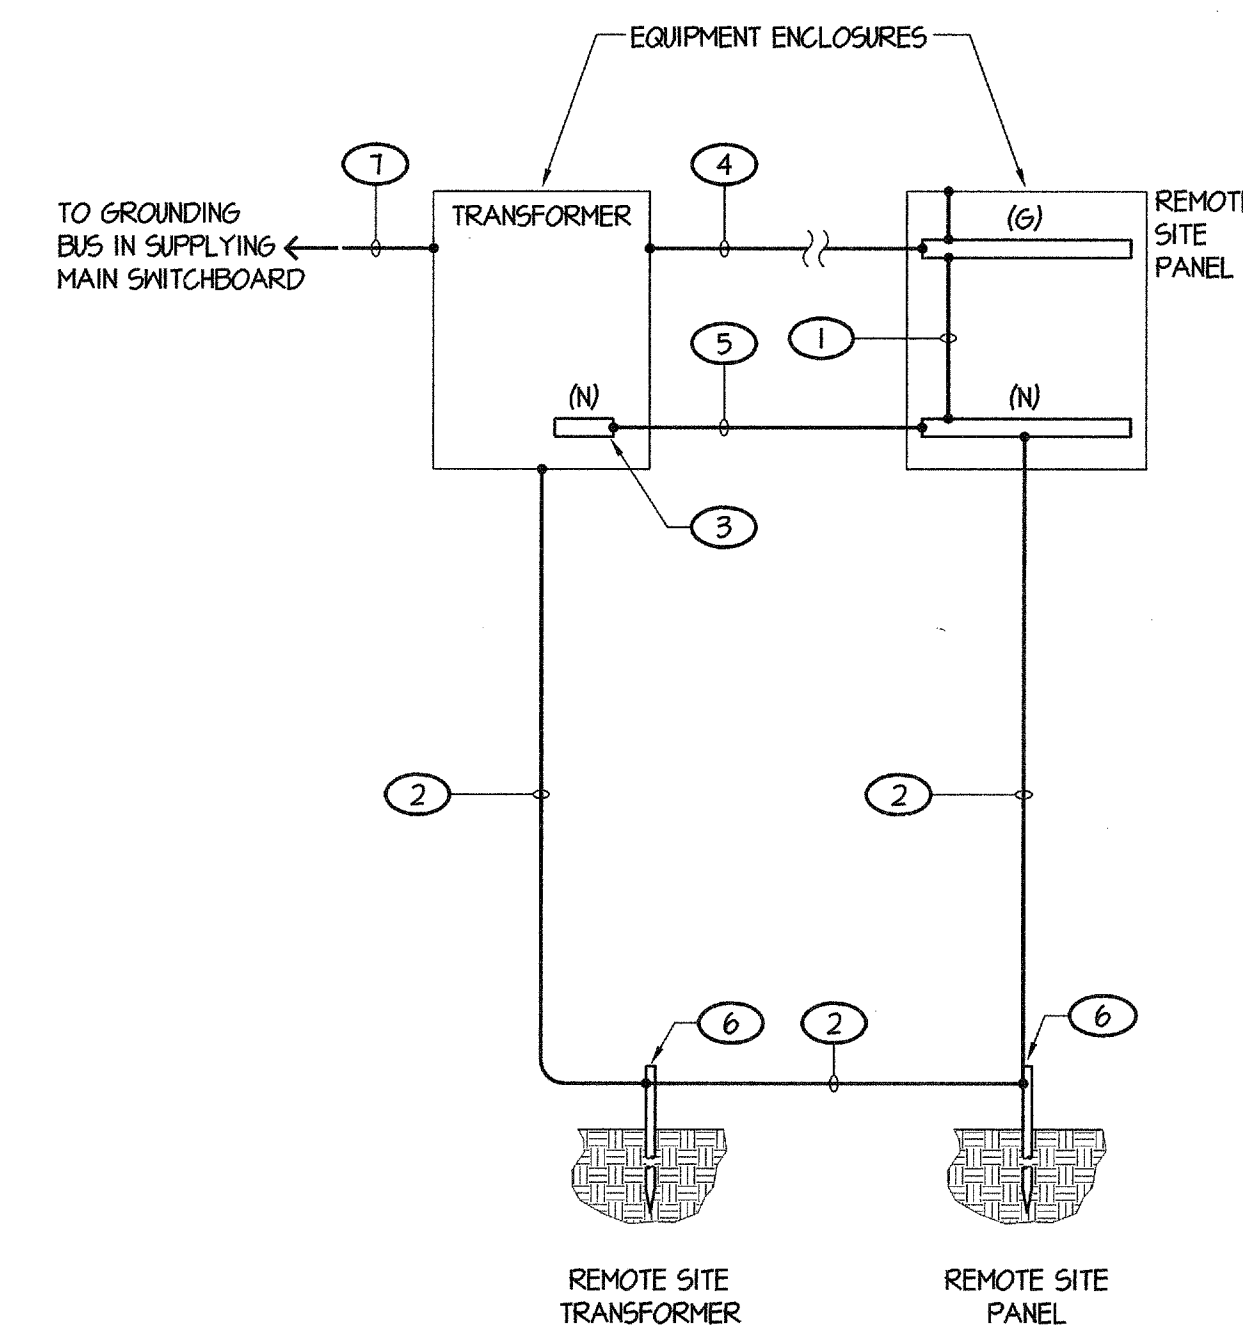 EQUIPMENT ENCLOSURES
7
4
TO GROUNDING
BUS IN SUPPLYING
MAIN SWITCHBOARD
TRANSFORMER
(G)
REMOTE
SITE
PANEL
5
1
(N)
(N)
3
2
2
6
2
6
REMOTE SITE
TRANSFORMER
REMOTE SITE
PANEL